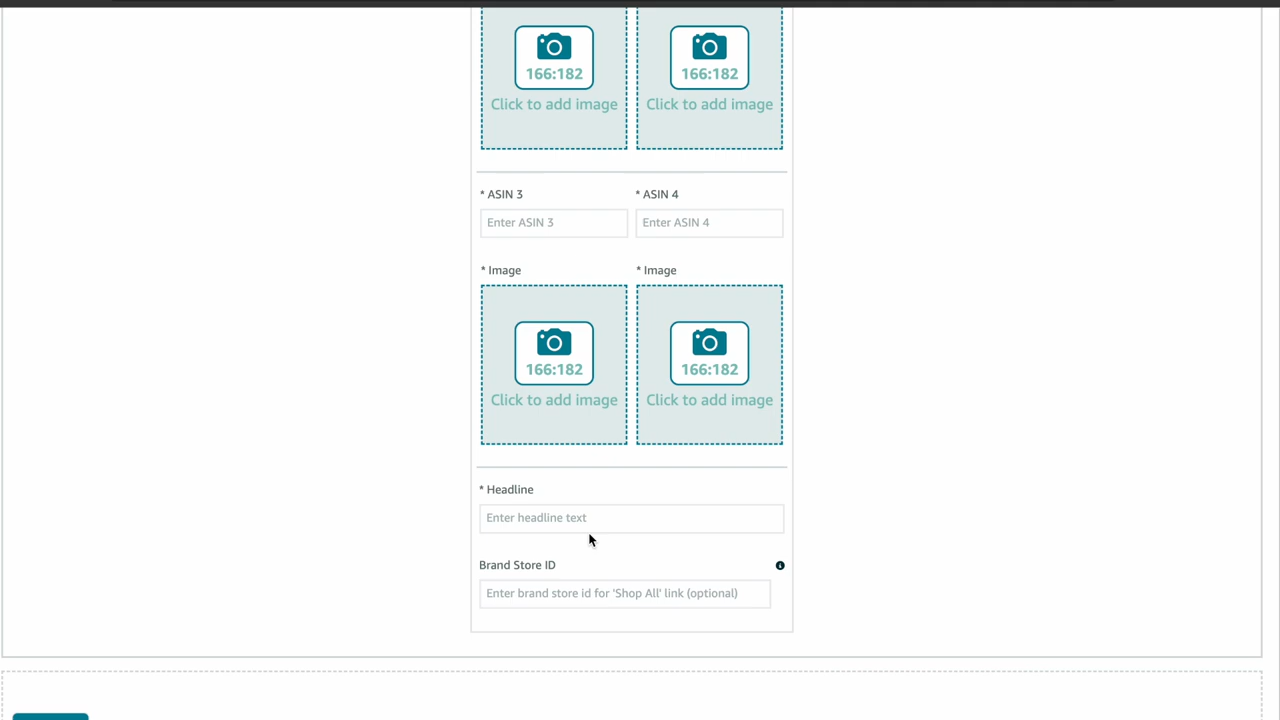 166:182 166:182
Click to add image Click to add image
* ASIN 3 * ASIN 4
Enter ASIN 3 Enter ASIN 4
* Image * Image
166:182 166:182
Click to add image Click to add image
* Headline
Enter headline text
Brand Store ID
Enter brand store id for 'Shop All' link (optional)